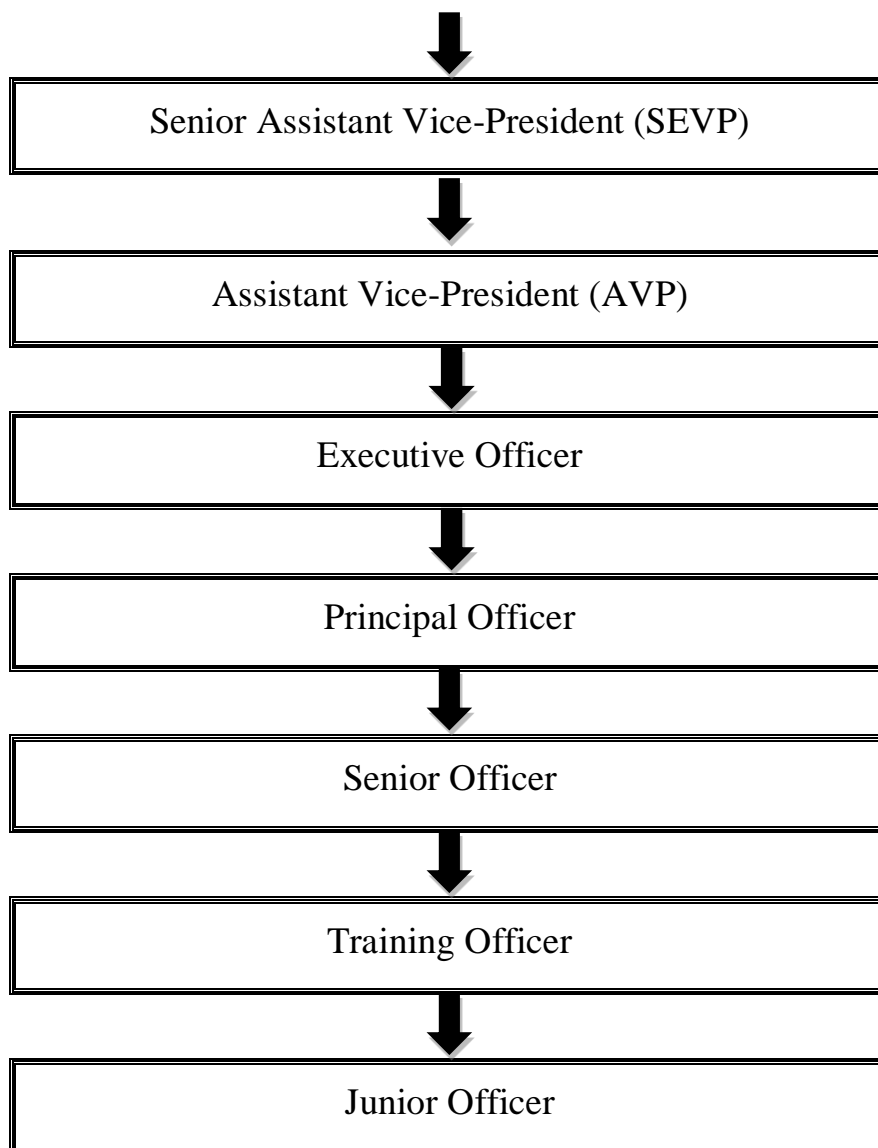 Senior Assistant Vice-President (SEVP)
Assistant Vice-President (AVP)
Executive Officer
Principal Officer
Senior Officer
Training Officer
Junior Officer